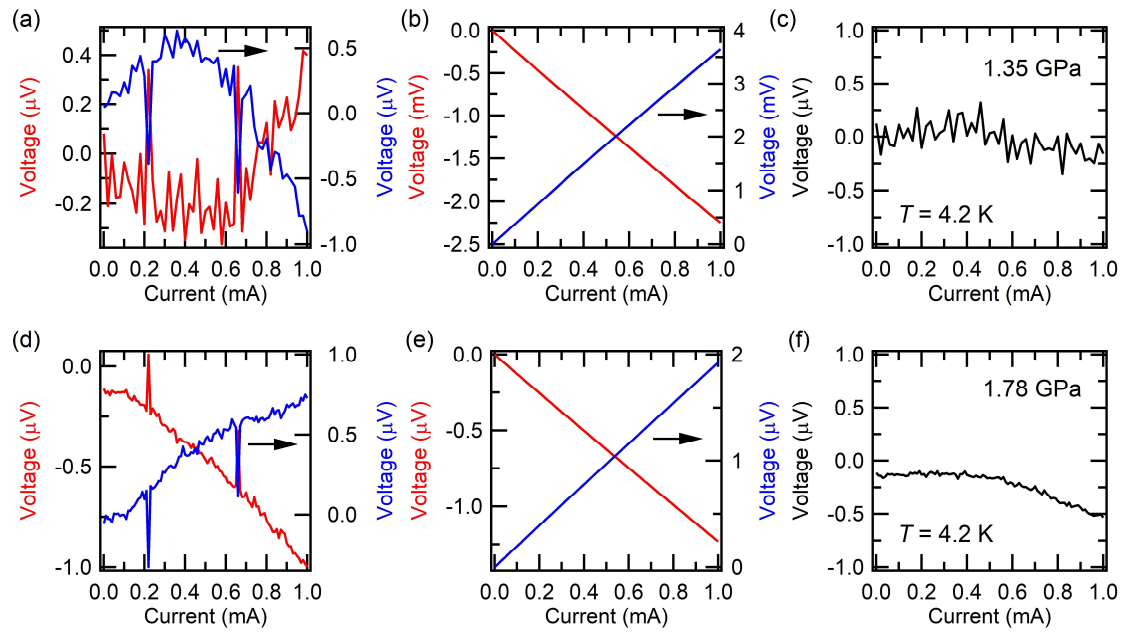 (a)
Voltage (μV)
0.4
0.2
0.0
-0.2
0.5
0.0
-0.5
-1.0
Voltage (μV)
0.0 0.2 0.4 0.6 0.8 1.0
Current (mA)
(b)
Voltage (mV)
0.0
-0.5
-1.0
-1.5
-2.0
-2.5
4
3
2
1
0
Voltage (mV)
0.0 0.2 0.4 0.6 0.8 1.0
Current (mA)
(c)
Voltage (μV)
1.0
0.5
0.0
-0.5
-1.0
1.35 GPa
T = 4.2 K
0.0 0.2 0.4 0.6 0.8 1.0
Current (mA)
(d)
Voltage (μV)
0.0
-0.5
-1.0
1.0
0.5
0.0
Voltage (μV)
0.0 0.2 0.4 0.6 0.8 1.0
Current (mA)
(e)
Voltage (μV)
0.0
-0.5
-1.0
2
1
0
Voltage (μV)
0.0 0.2 0.4 0.6 0.8 1.0
Current (mA)
(f)
Voltage (μV)
1.0
0.5
0.0
-0.5
-1.0
1.78 GPa
T = 4.2 K
0.0 0.2 0.4 0.6 0.8 1.0
Current (mA)